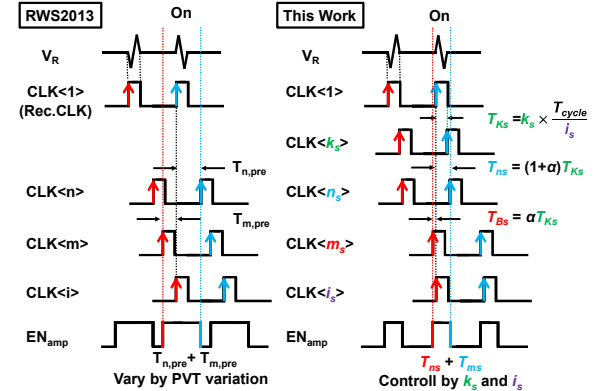 RWS2013
On
V_R
CLK<1>
(Rec.CLK)
T_n,pre
CLK<n>
T_m,pre
CLK<m>
CLK<i>
EN_amp
T_n,pre + T_m,pre
Vary by PVT variation
This Work
On
V_R
CLK<1>
T_Ks = k_s × T_cycle / i_s
CLK<k_s>
T_ns = (1+α)T_Ks
CLK<n_s>
T_Bs = αT_Ks
CLK<m_s>
CLK<i_s>
EN_amp
T_ns + T_ms
Controll by k_s and i_s